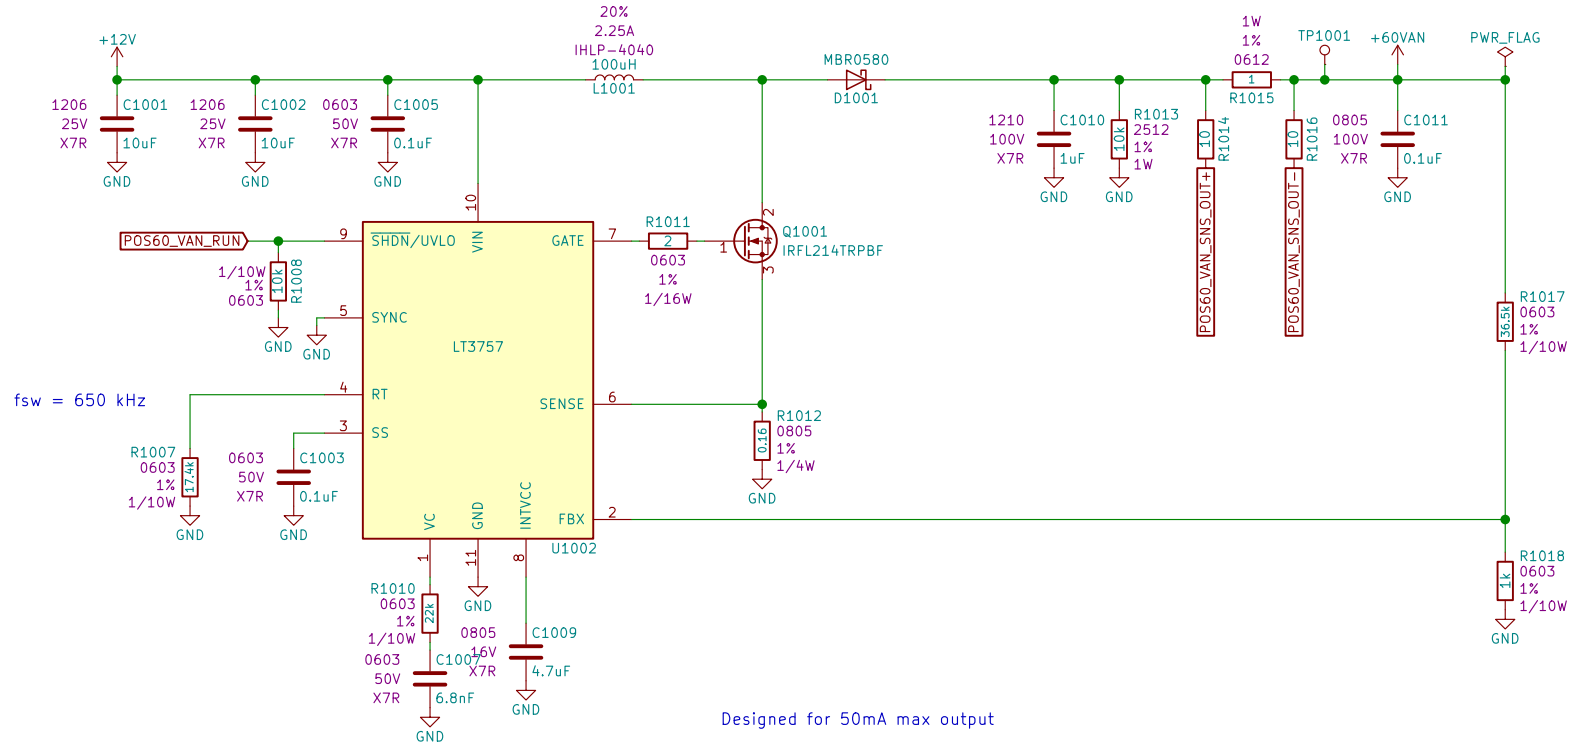 20%
2.25A
IHLP-4040
100uH
L1001
+12V
1206
25V
X7R
C1001
10uF
GND
1206
25V
X7R
C1002
10uF
GND
0603
50V
X7R
C1005
0.1uF
GND
MBR0580
D1001
1W
1%
0612
1
R1015
TP1001
+60VAN
PWR_FLAG
1210
100V
X7R
C1010
1uF
GND
R1013
2512
1%
1W
10k
GND
10
R1014
POS60_VAN_SNS_OUT+
10
R1016
POS60_VAN_SNS_OUT-
0805
100V
X7R
C1011
0.1uF
GND
POS60_VAN_RUN
1/10W
1%
0603
10k
R1008
GND
GND
10
9
SHDN/UVLO
VIN
GATE
7
5
SYNC
LT3757
4
RT
3
SS
SENSE
6
VC
GND
INTVCC
FBX
2
U1002
1
11
8
R1011
2
0603
1%
1/16W
1
2
3
Q1001
IRFL214TRPBF
R1012
0805
1%
1/4W
0.16
GND
R1017
0603
1%
1/10W
36.5k
fsw = 650 kHz
R1007
0603
1%
1/10W
17.4k
GND
0603
50V
X7R
C1003
0.1uF
GND
R1018
0603
1%
1/10W
1k
GND
R1010
0603
1%
1/10W
22k
GND
0603
50V
X7R
C1007
6.8nF
GND
0805
16V
X7R
C1009
4.7uF
GND
Designed for 50mA max output